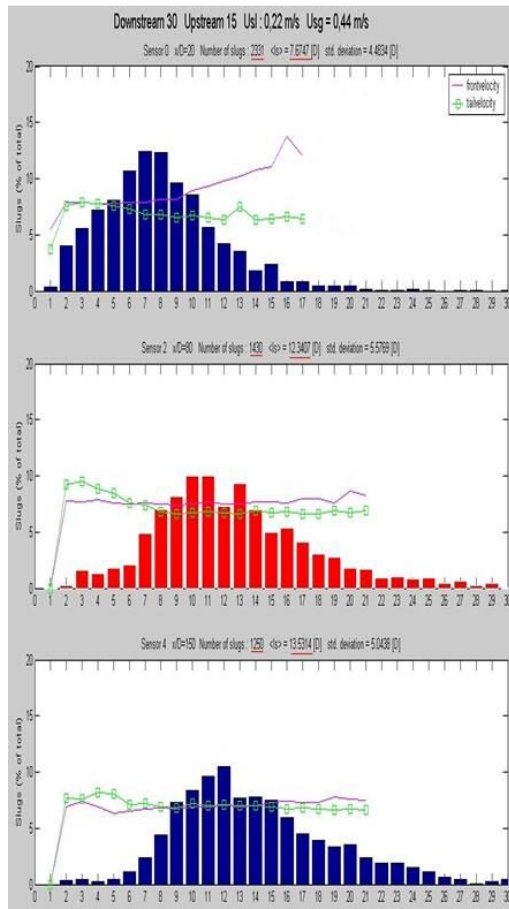 Downstream 30 Upstream 15 Usl : 0,22 m/s Usg = 0,44 m/s
Sensor 0 x/D=20 Number of slugs : 2331 <ls> = 7.6747 [D] std. deviation = 4.4834 [D]
frontvelocity
tailvelocity
Slugs (% of total)
20
15
10
5
0
0 1 2 3 4 5 6 7 8 9 10 11 12 13 14 15 16 17 18 19 20 21 22 23 24 25 26 27 28 29 30
Sensor 2 x/D=80 Number of slugs : 1430 <ls> = 12.3407 [D] std. deviation = 5.5769 [D]
Slugs (% of total)
20
15
10
5
0
0 1 2 3 4 5 6 7 8 9 10 11 12 13 14 15 16 17 18 19 20 21 22 23 24 25 26 27 28 29 30
Sensor 4 x/D=150 Number of slugs : 1250 <ls> = 13.5314 [D] std. deviation = 5.0438 [D]
Slugs (% of total)
20
15
10
5
0
0 1 2 3 4 5 6 7 8 9 10 11 12 13 14 15 16 17 18 19 20 21 22 23 24 25 26 27 28 29 30